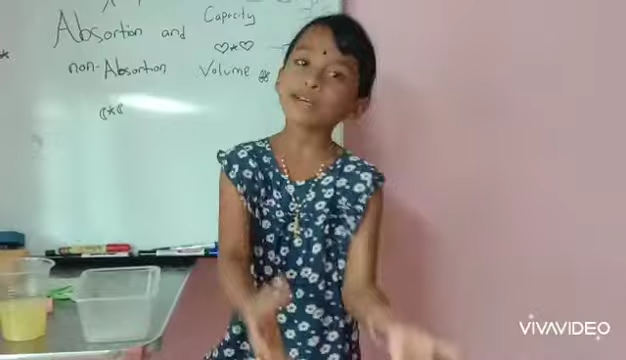 Absortion and
non-Absortion
Capacity
Volume
VIVAVIDEO